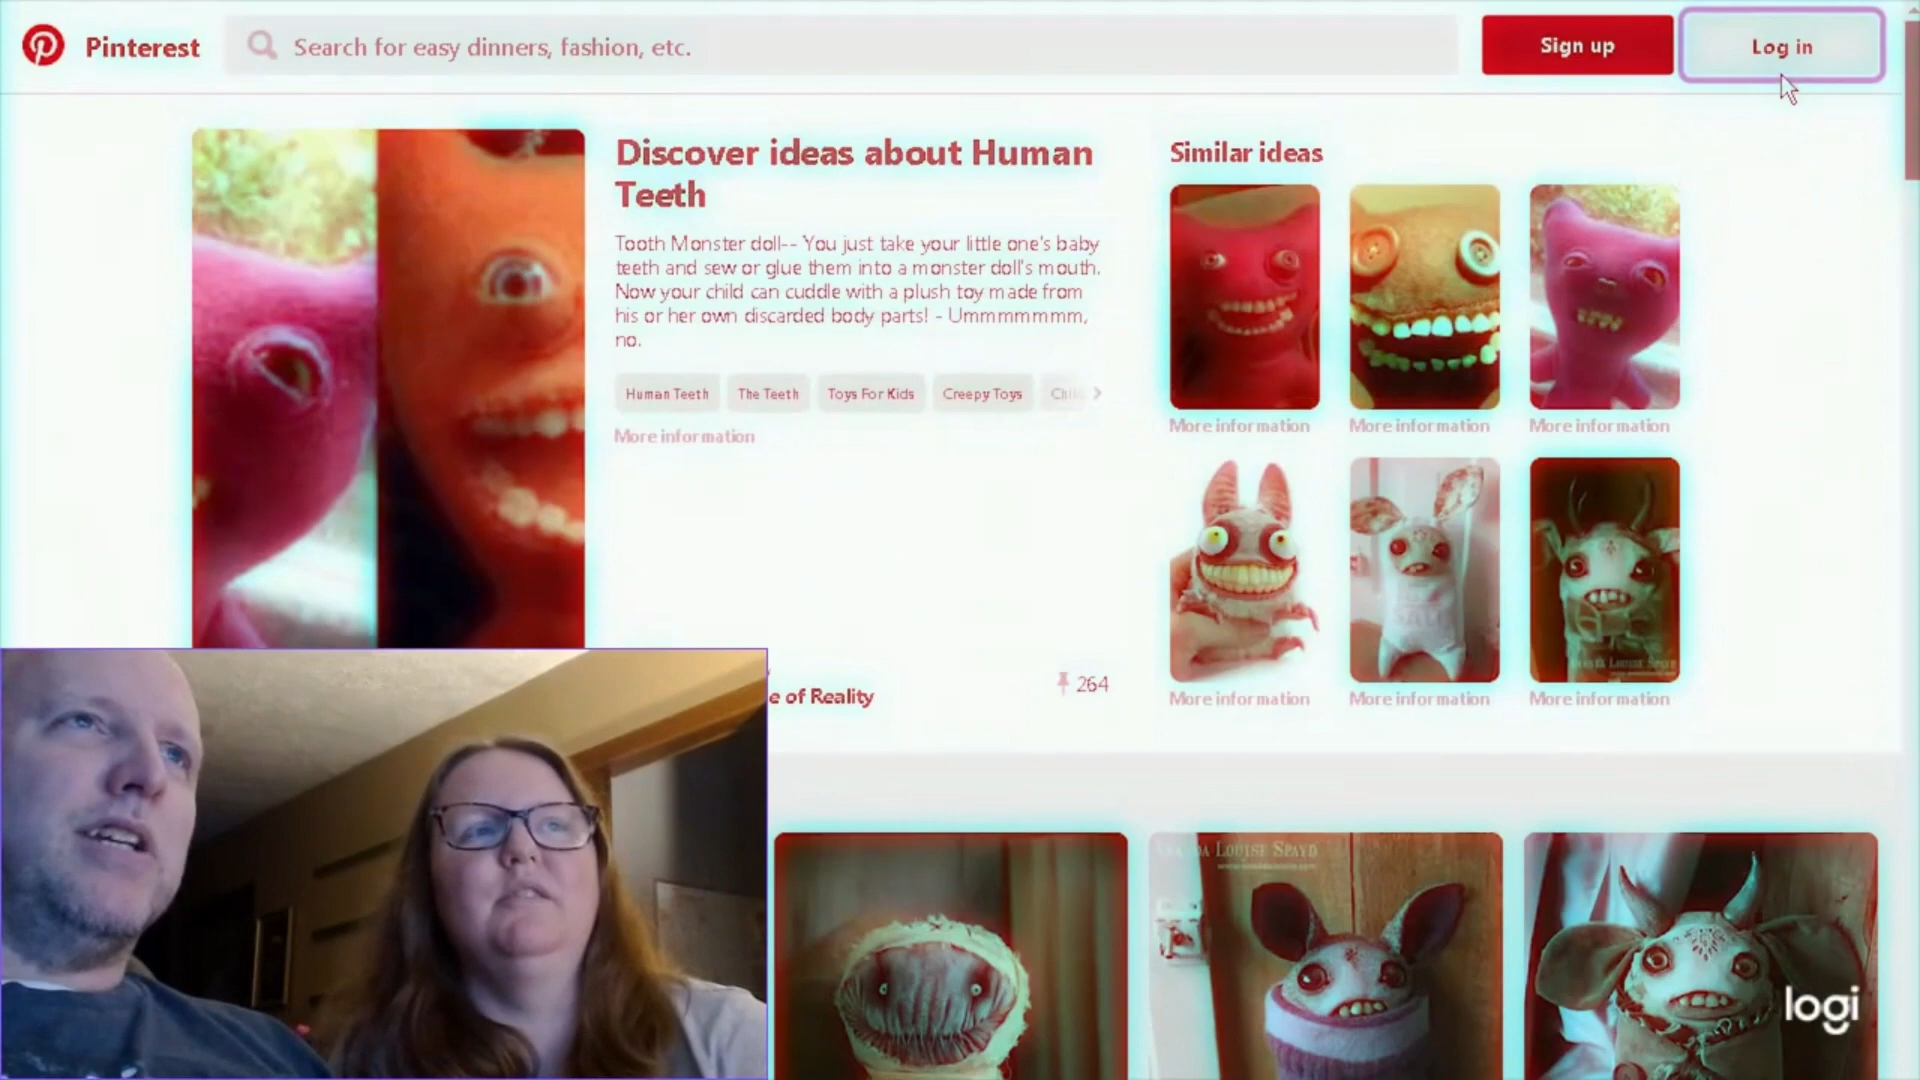 Pinterest
Search for easy dinners, fashion, etc.
Sign up
Log in
Discover ideas about Human
Teeth
Tooth Monster doll-- You just take your little one's baby
teeth and sew or glue them into a monster doll's mouth.
Now your child can cuddle with a plush toy made from
his or her own discarded body parts! - Ummmmmmm,
no.
Human Teeth
The Teeth
Toys For Kids
Creepy Toys
More information
e of Reality
264
Similar ideas
More information
More information
More information
More information
More information
More information
Louise Spayd
logi